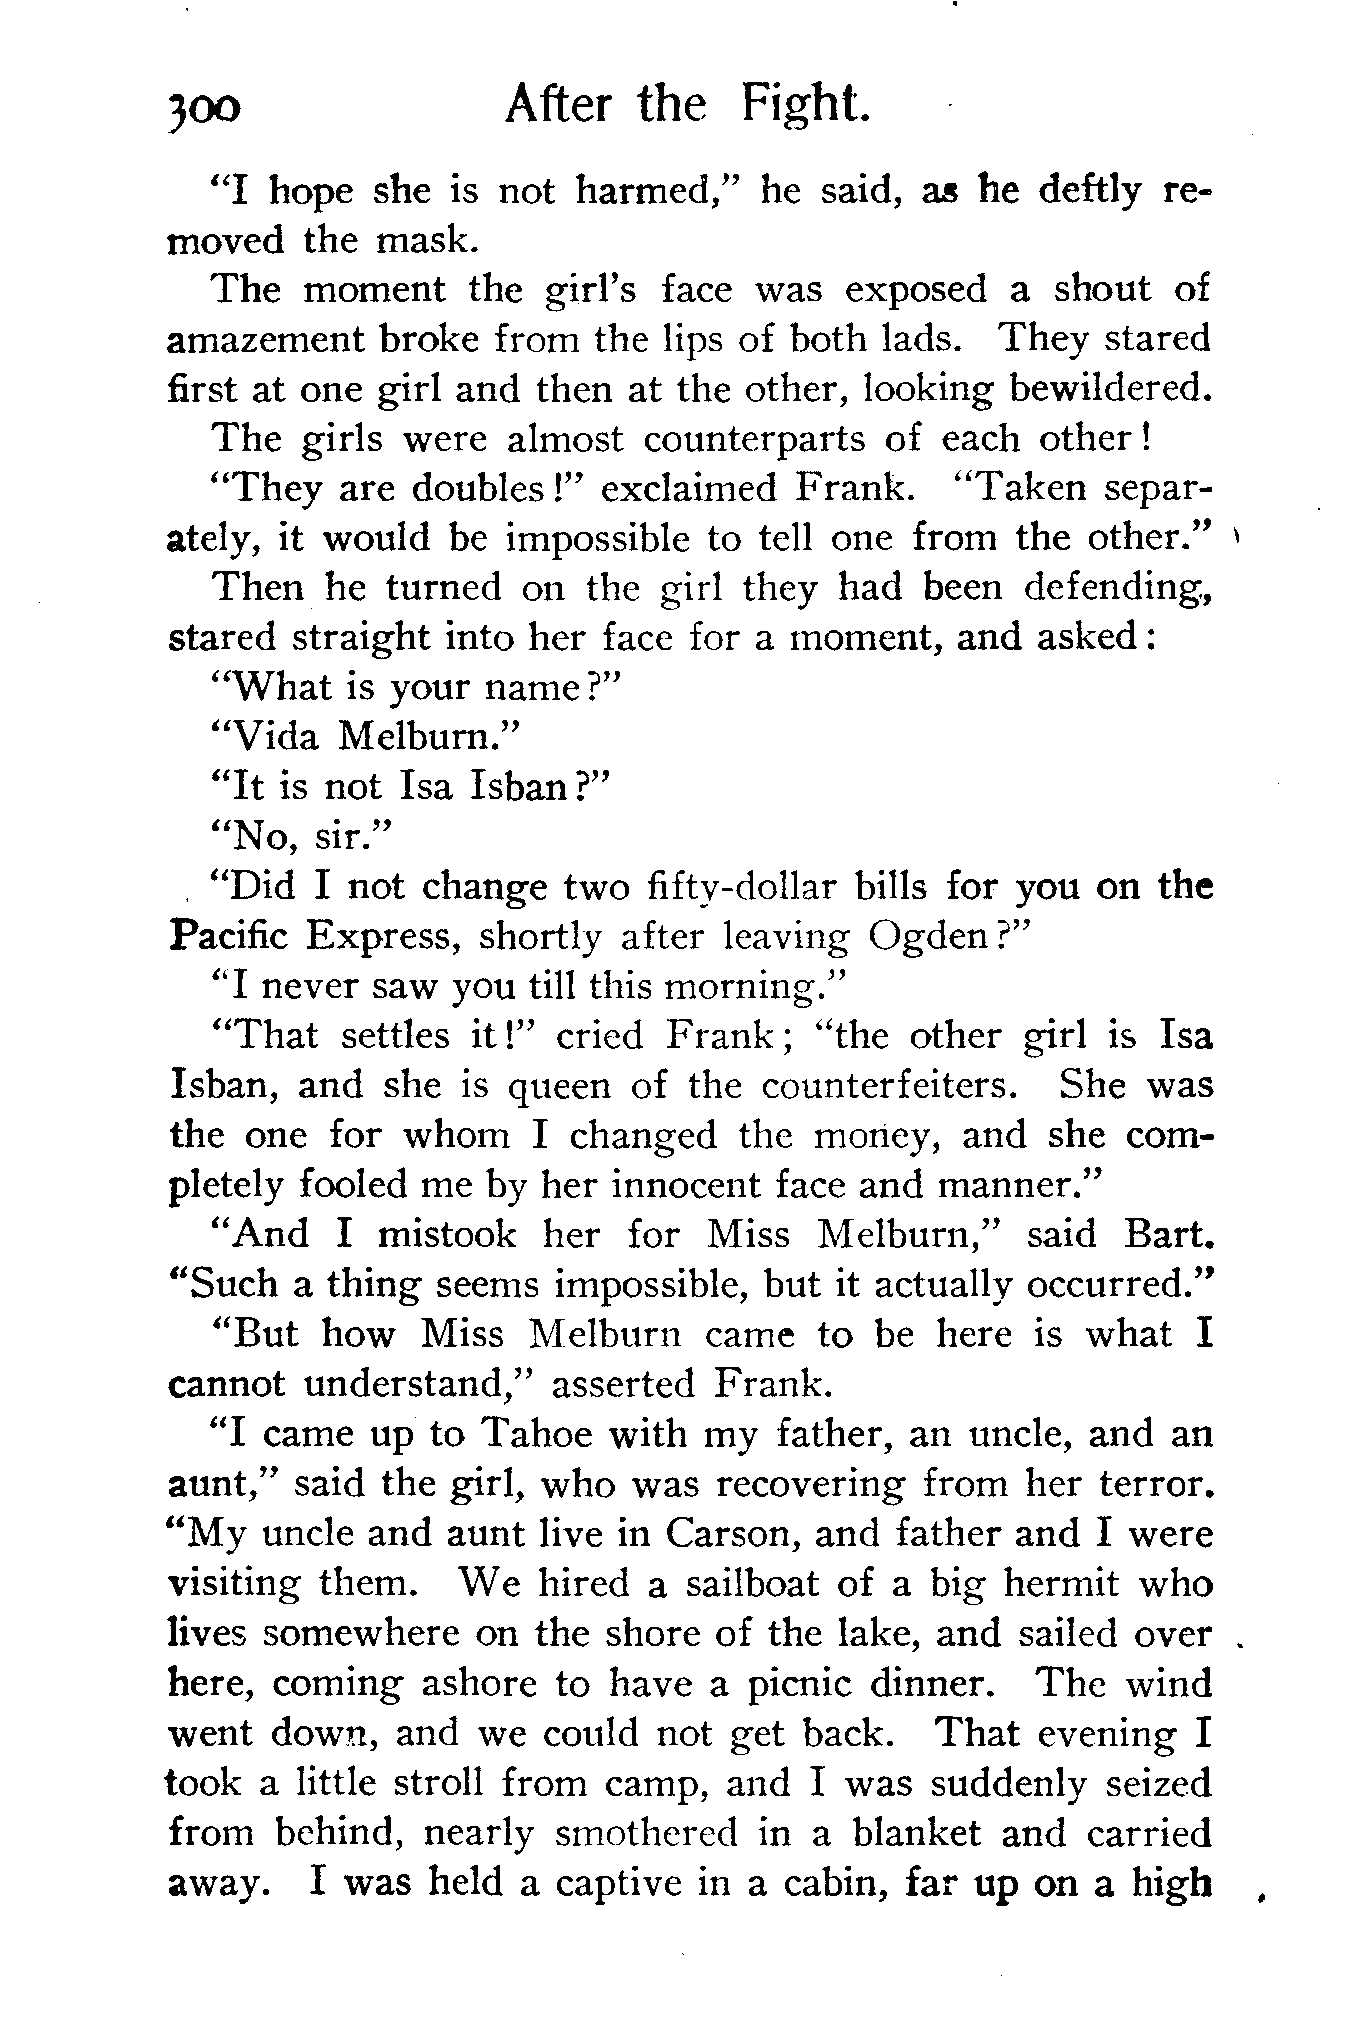 300 After the Fight.
"I hope she is not harmed," he said, as he deftly re-
moved the mask.
The moment the girl's face was exposed a shout of
amazement broke from the lips of both lads. They stared
first at one girl and then at the other, looking bewildered.
The girls were almost counterparts of each other!
"They are doubles!" exclaimed Frank. "Taken separ-
ately, it would be impossible to tell one from the other."
Then he turned on the girl they had been defending,
stared straight into her face for a moment, and asked:
"What is your name?"
"Vida Melburn."
"It is not Isa Isban?"
"No, sir."
"Did I not change two fifty-dollar bills for you on the
Pacific Express, shortly after leaving Ogden?"
"I never saw you till this morning."
"That settles it!" cried Frank; "the other girl is Isa
Isban, and she is queen of the counterfeiters. She was
the one for whom I changed the money, and she com-
pletely fooled me by her innocent face and manner."
"And I mistook her for Miss Melburn," said Bart.
"Such a thing seems impossible, but it actually occurred."
"But how Miss Melburn came to be here is what I
cannot understand," asserted Frank.
"I came up to Tahoe with my father, an uncle, and an
aunt," said the girl, who was recovering from her terror.
"My uncle and aunt live in Carson, and father and I were
visiting them. We hired a sailboat of a big hermit who
lives somewhere on the shore of the lake, and sailed over
here, coming ashore to have a picnic dinner. The wind
went down, and we could not get back. That evening I
took a little stroll from camp, and I was suddenly seized
from behind, nearly smothered in a blanket and carried
away. I was held a captive in a cabin, far up on a high